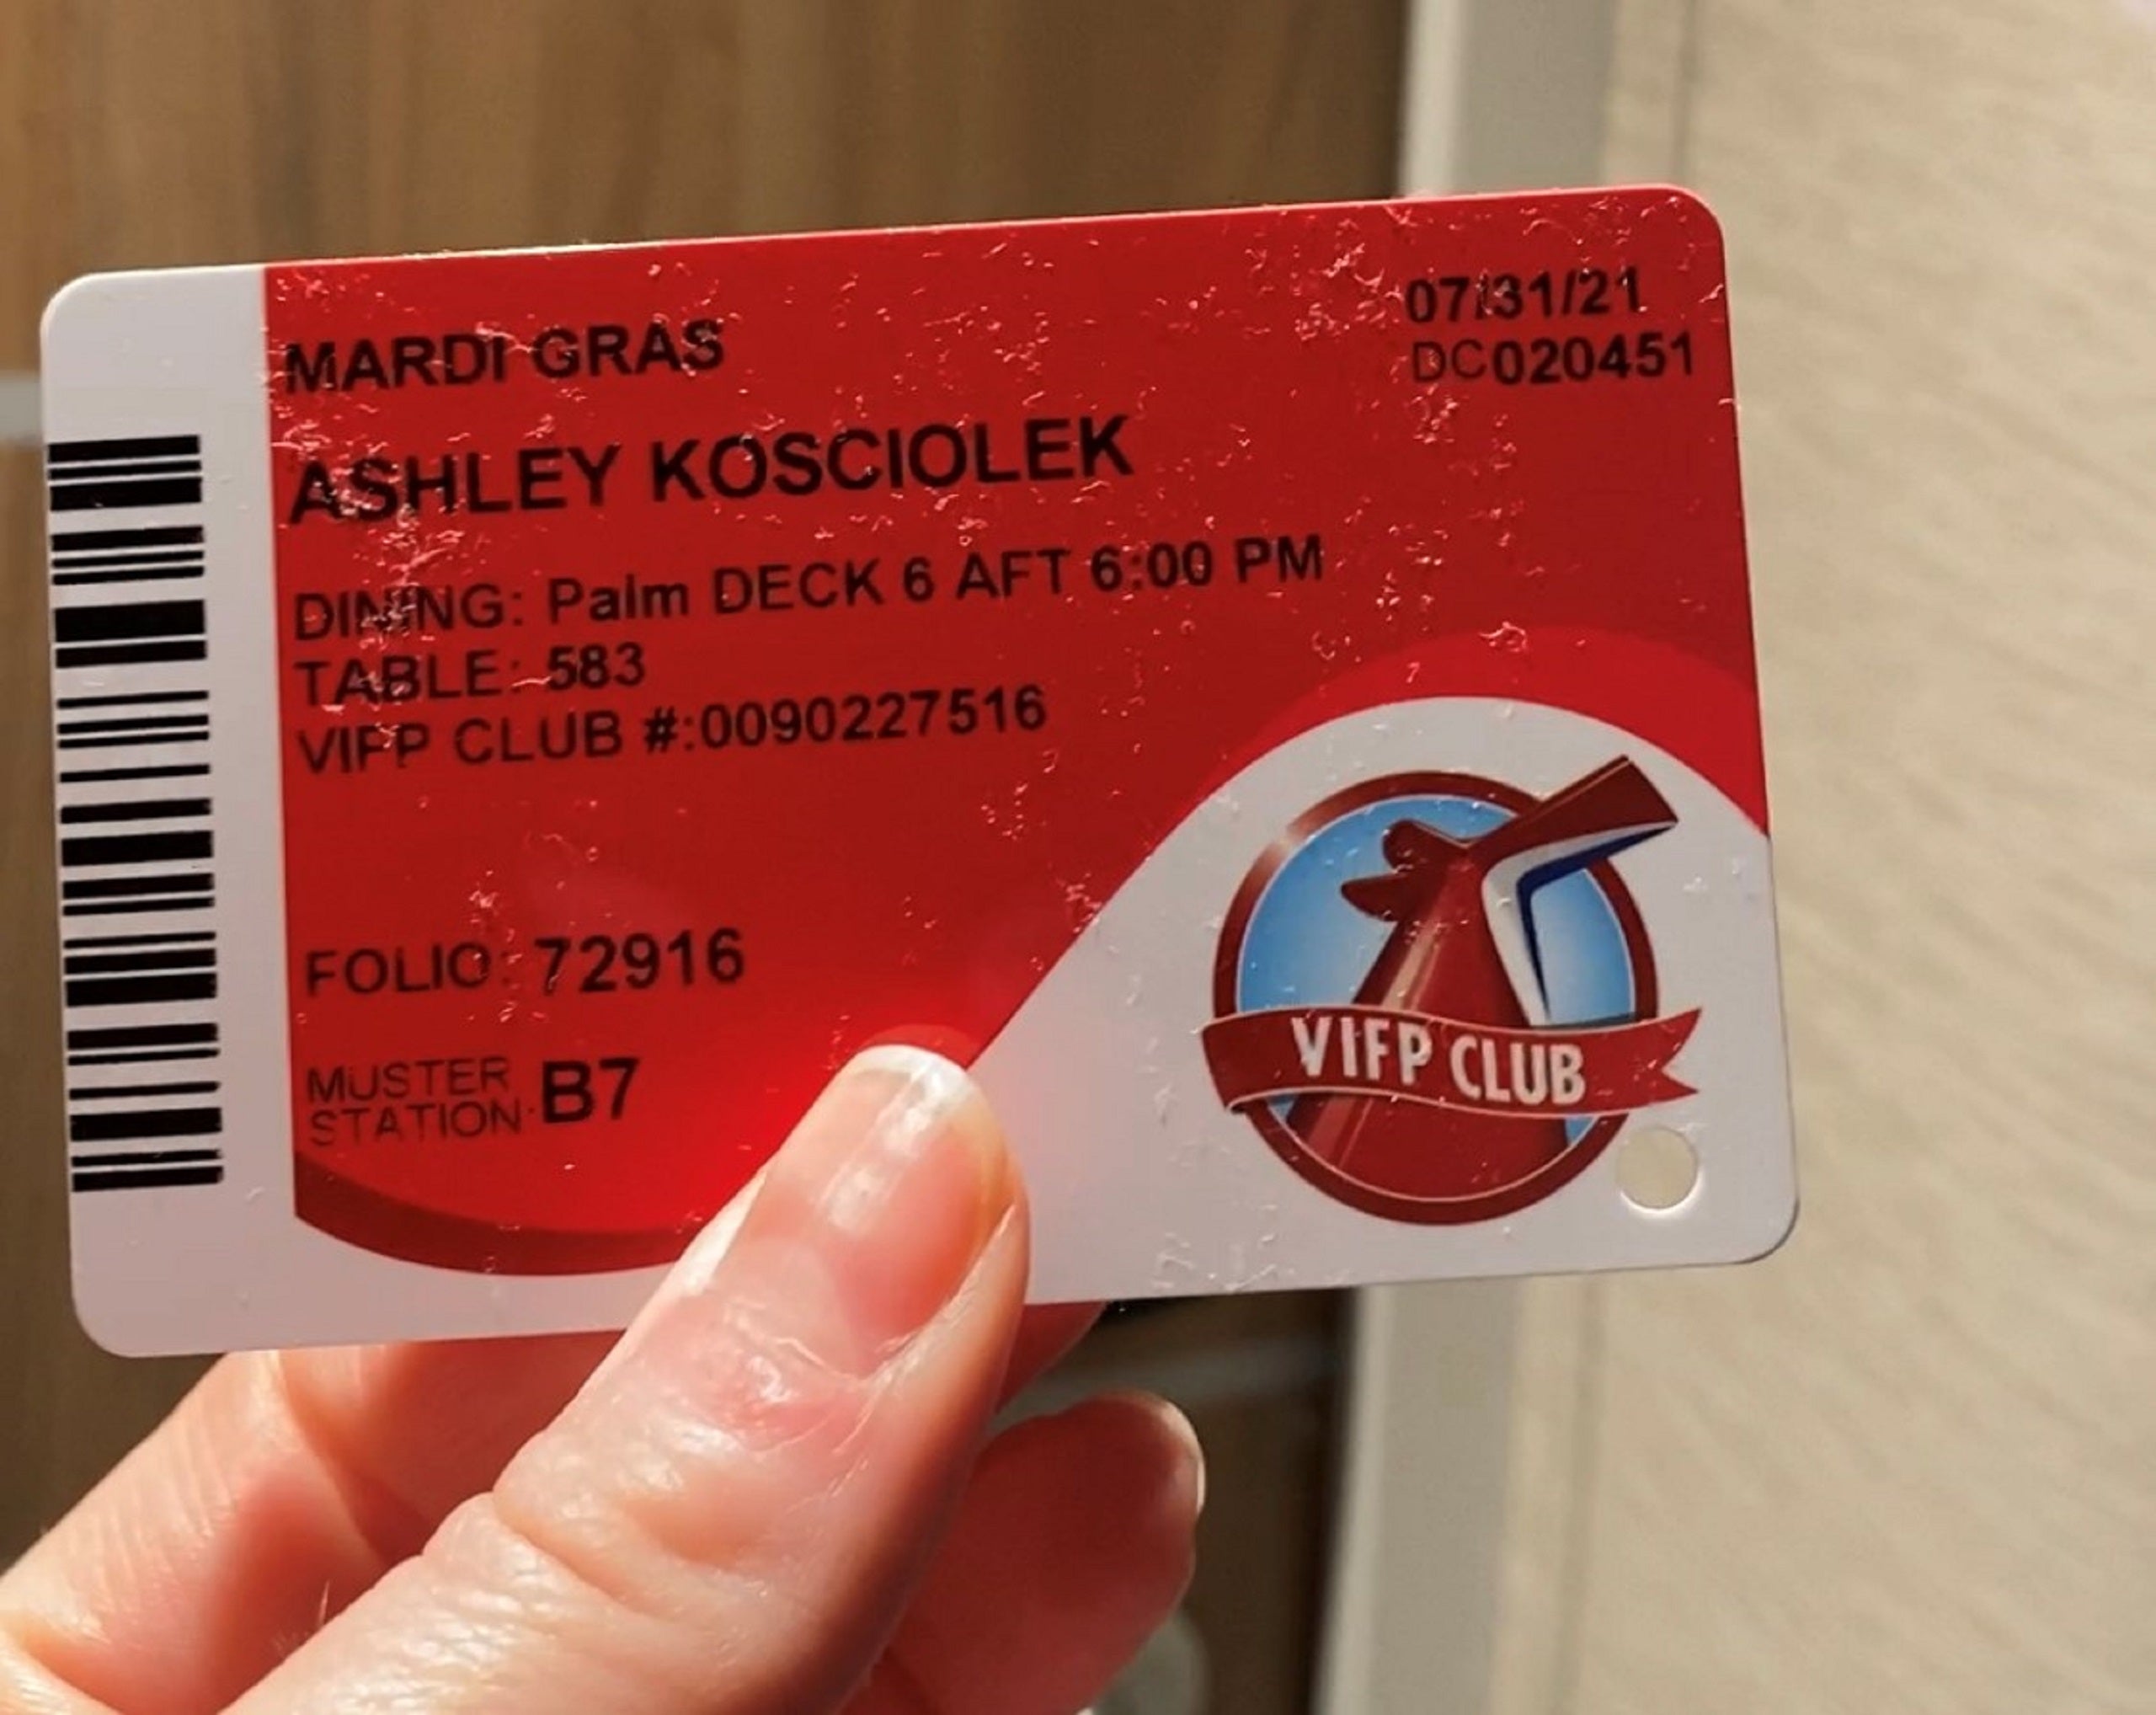 MARDI GRAS
07/31/21
DC020451
ASHLEY KOSCIOLEK
DINING: Palm DECK 6 AFT 6:00 PM
TABLE: 583
VIFP CLUB #:0090227516
FOLIO: 72916
MUSTER
STATION: B7
VIFP CLUB